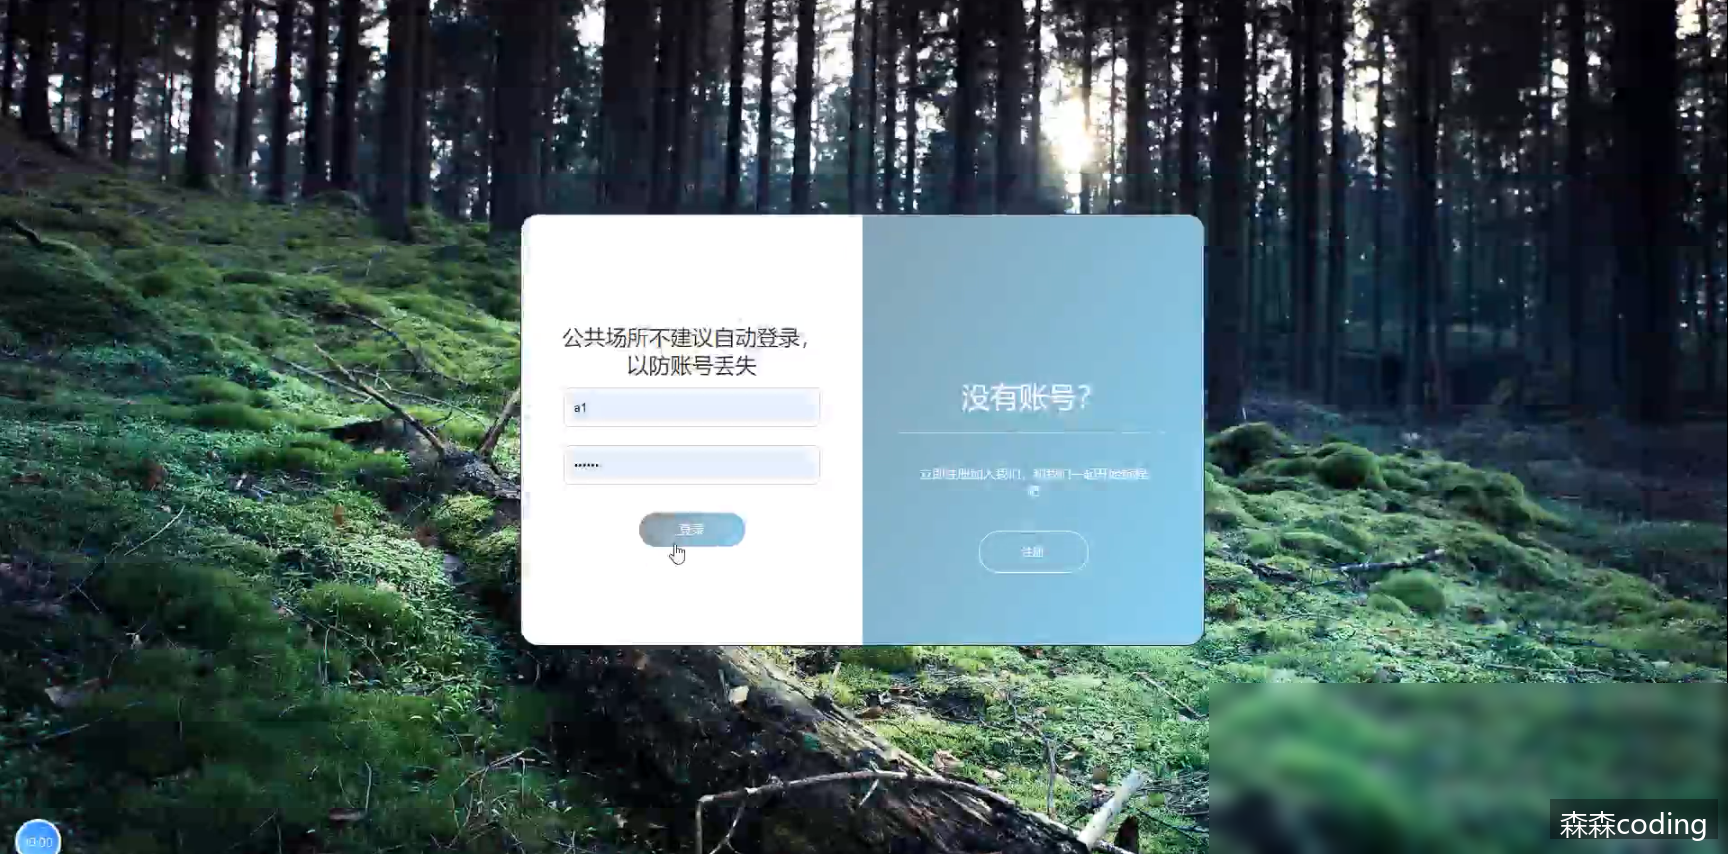 公共场所不建议自动登录，
以防账号丢失
a1
没有账号？
立即注册加入我们，和我们一起开始旅程
吧
登录
注册
10:00
森森coding